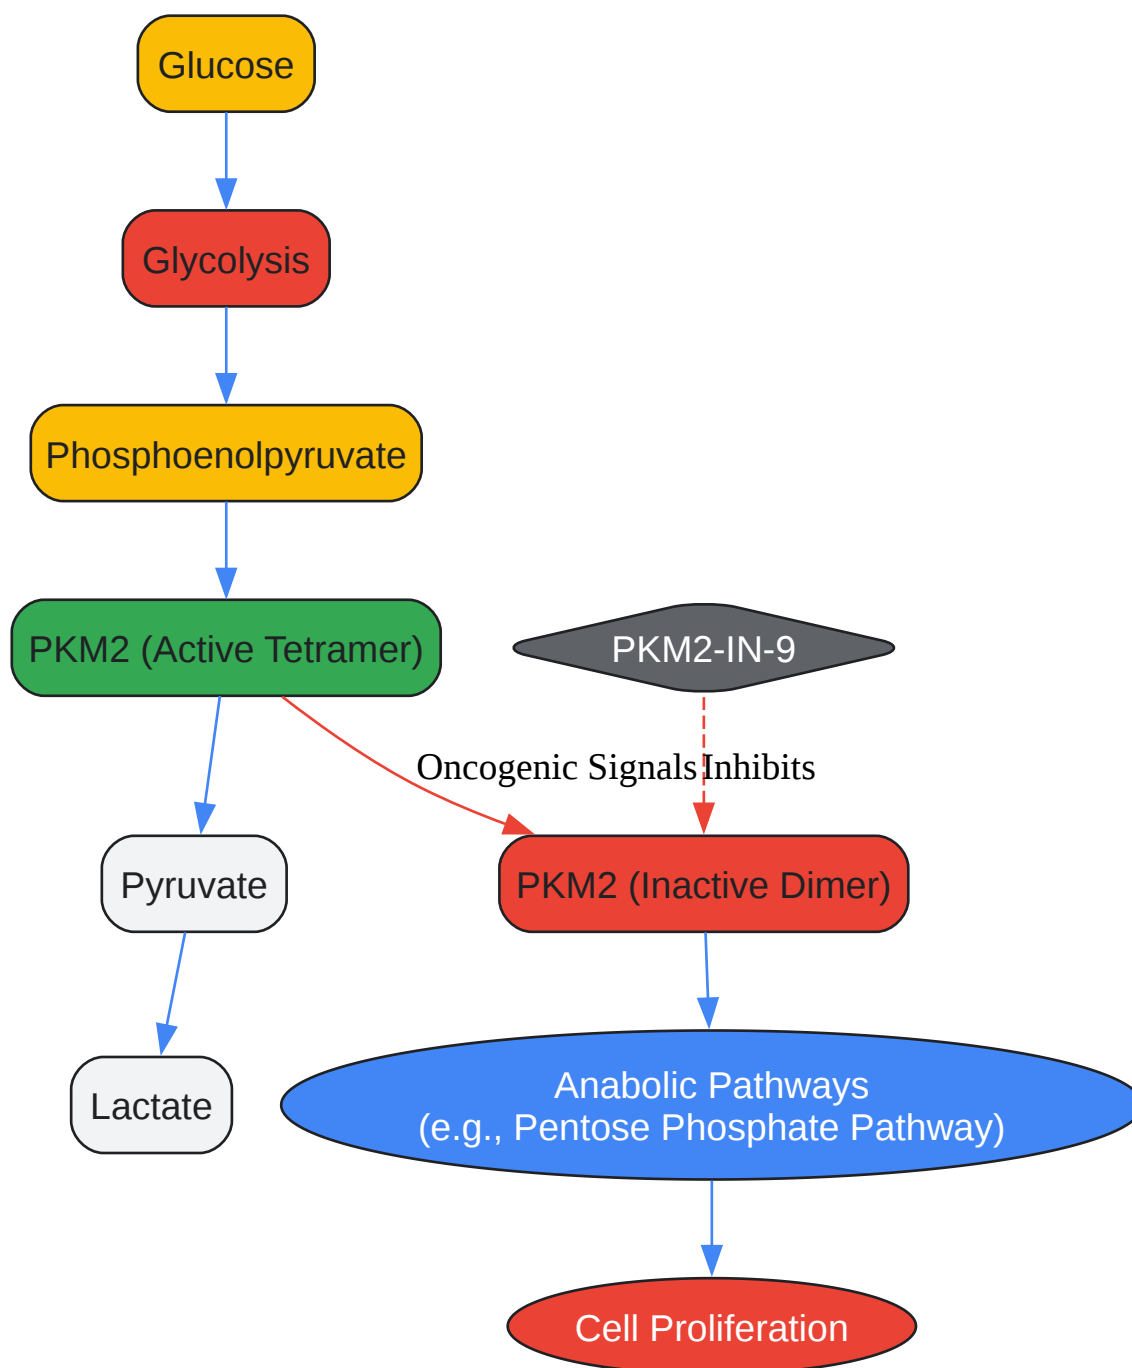 Glucose
Glycolysis
Phosphoenolpyruvate
PKM2 (Active Tetramer)
PKM2-IN-9
Oncogenic Signals
Inhibits
Pyruvate
PKM2 (Inactive Dimer)
Lactate
Anabolic Pathways
(e.g., Pentose Phosphate Pathway)
Cell Proliferation